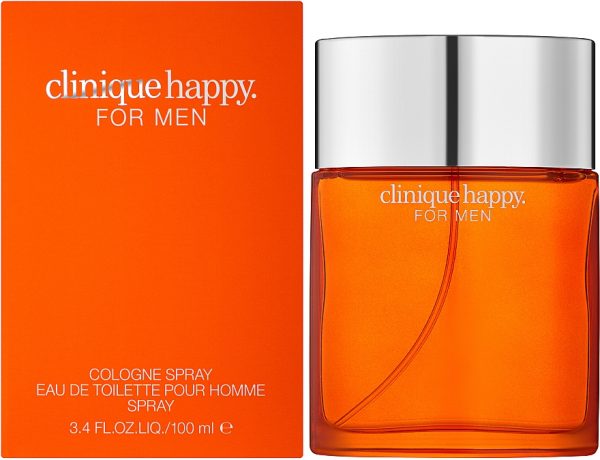 clinique happy.
FOR MEN
COLOGNE SPRAY
EAU DE TOILETTE POUR HOMME
SPRAY
3.4 FL.OZ.LIQ./100 ml ℮
clinique happy.
FOR MEN